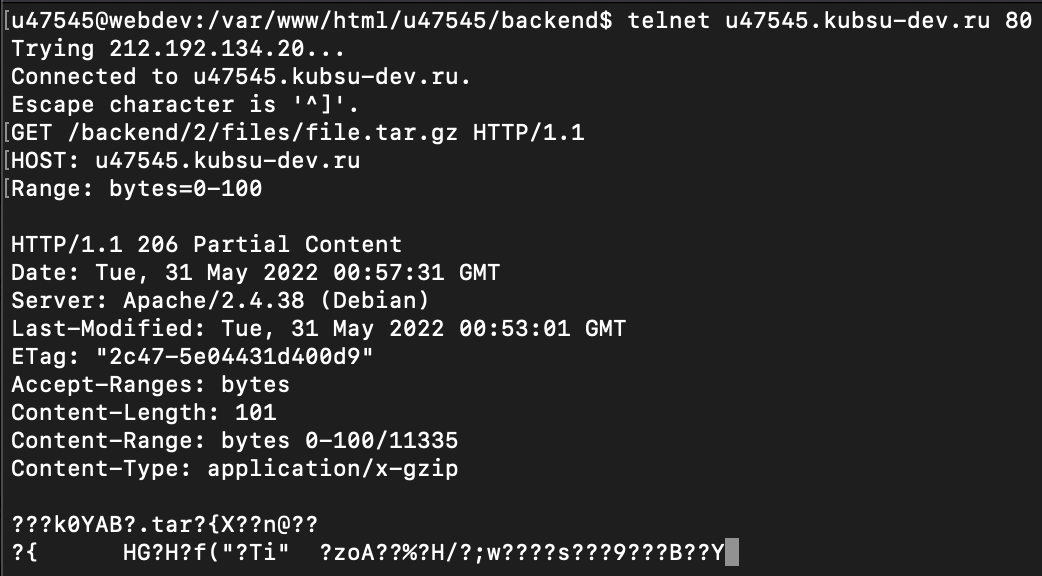 [u47545@webdev:/var/www/html/u47545/backend$ telnet u47545.kubsu-dev.ru 80
Trying 212.192.134.20...
Connected to u47545.kubsu-dev.ru.
Escape character is '^]'.
[GET /backend/2/files/file.tar.gz HTTP/1.1
[HOST: u47545.kubsu-dev.ru
[Range: bytes=0-100
HTTP/1.1 206 Partial Content
Date: Tue, 31 May 2022 00:57:31 GMT
Server: Apache/2.4.38 (Debian)
Last-Modified: Tue, 31 May 2022 00:53:01 GMT
ETag: "2c47-5e04431d400d9"
Accept-Ranges: bytes
Content-Length: 101
Content-Range: bytes 0-100/11335
Content-Type: application/x-gzip
???k0YAB?.tar?{X??n@??
?{      HG?H?f("?Ti"  ?zoA??%?H/?;w????s???9???B??Y